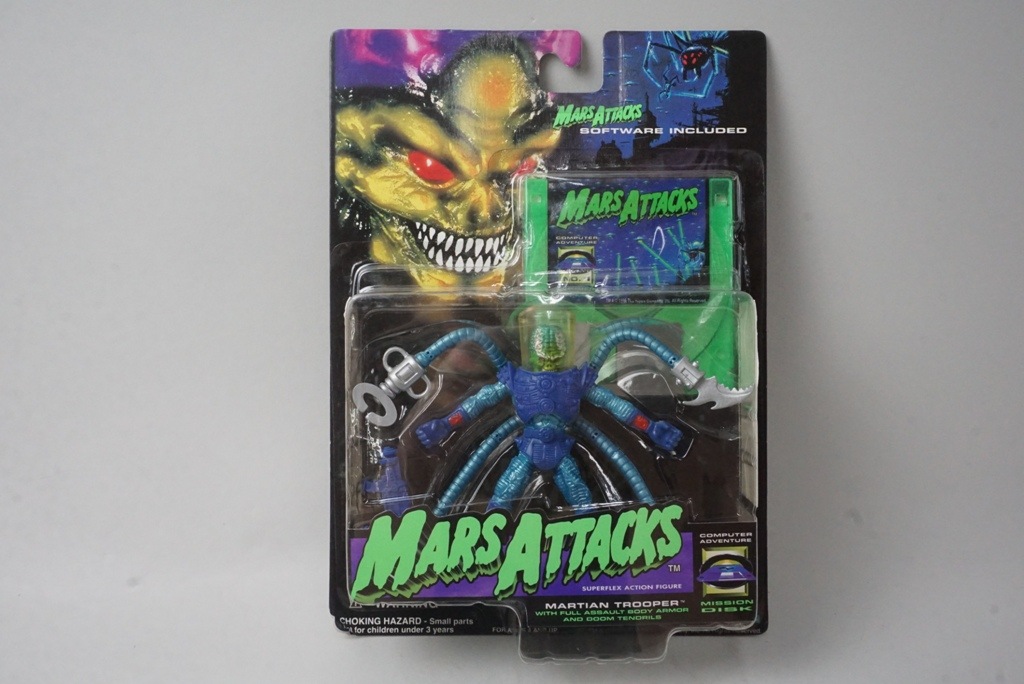 MARS ATTACKS
SOFTWARE INCLUDED
MARS ATTACKS
COMPUTER
ADVENTURE
MARS ATTACKS
TM
SUPERFLEX ACTION FIGURE
MARTIAN TROOPER™
WITH FULL ASSAULT BODY ARMOR
AND DOOM TENDRILS
COMPUTER
ADVENTURE
MISSION
DISK
CHOKING HAZARD - Small parts
for children under 3 years